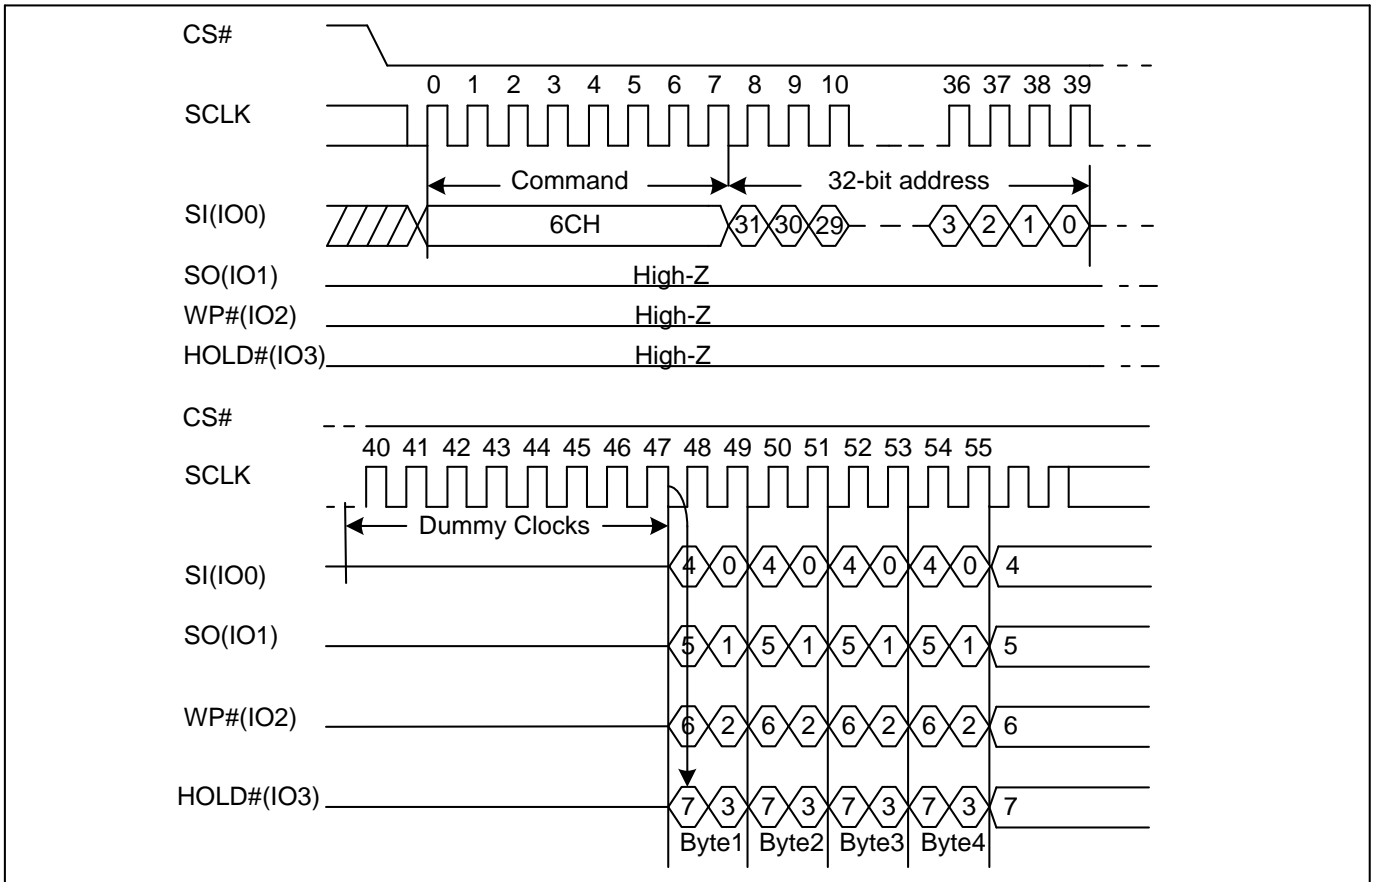 CS#
0 1 2 3 4 5 6 7 8 9 10 36 37 38 39
SCLK
Command 32-bit address
SI(IO0) 6CH 31 30 29 3 2 1 0
SO(IO1) High-Z
WP#(IO2) High-Z
HOLD#(IO3) High-Z
CS#
40 41 42 43 44 45 46 47 48 49 50 51 52 53 54 55
SCLK
Dummy Clocks
SI(IO0) 4 0 4 0 4 0 4 0 4
SO(IO1) 5 1 5 1 5 1 5 1 5
WP#(IO2) 6 2 6 2 6 2 6 2 6
HOLD#(IO3) 7 3 7 3 7 3 7 3 7
Byte1 Byte2 Byte3 Byte4